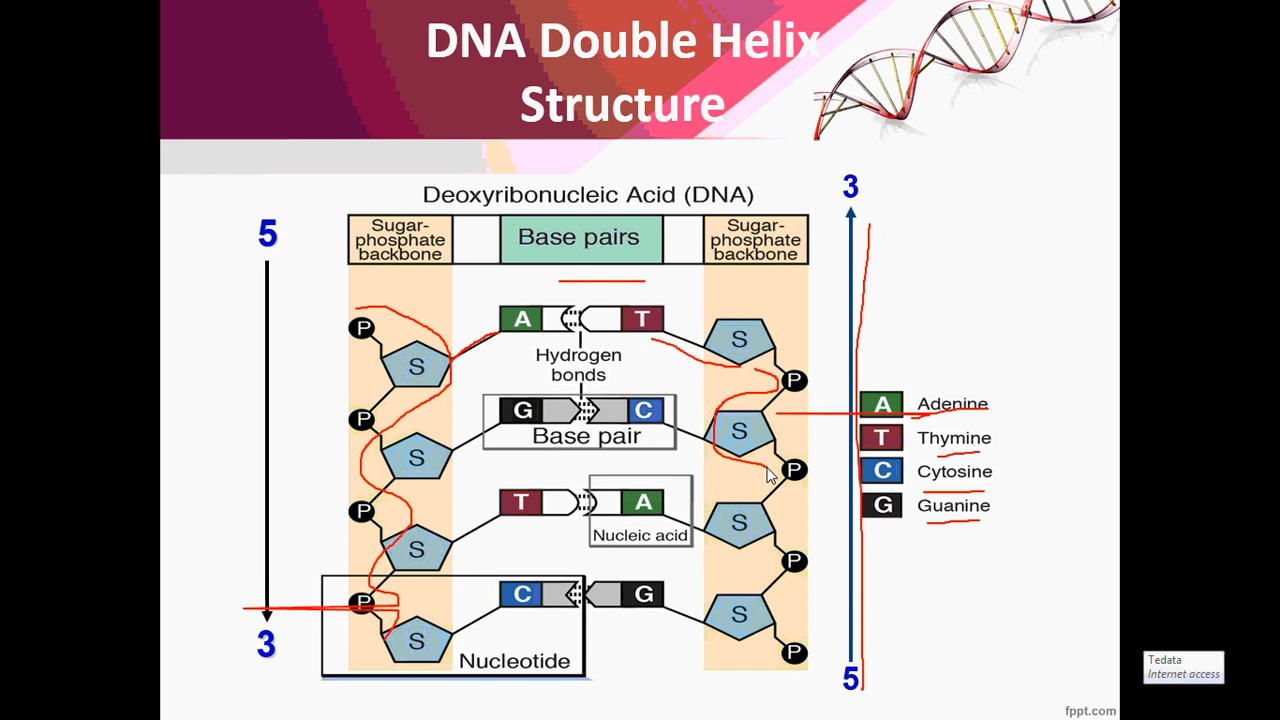 DNA Double Helix
Structure
Deoxyribonucleic Acid (DNA)
3
5
Sugar-
phosphate
backbone
Base pairs
Sugar-
phosphate
backbone
P
A
T
S
S
Hydrogen
bonds
P
G
C
Base pair
P
S
S
A
Adenine
T
Thymine
C
Cytosine
G
Guanine
P
T
A
Nucleic acid
P
S
S
P
C
G
P
S
S
Nucleotide
P
3
5
Tedata
Internet access
fppt.com